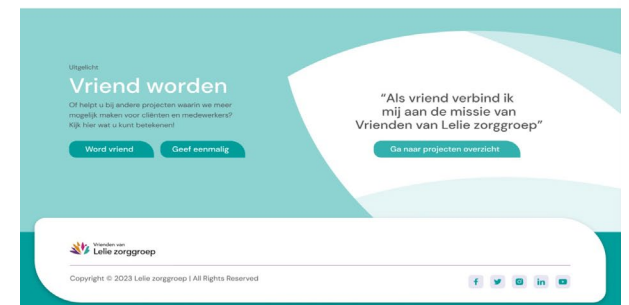 Uitgelicht
Vriend worden
Of helpt u bij andere projecten waarin we meer
mogelijk maken voor cliënten en medewerkers?
Kijk hier wat u kunt betekenen!
Word vriend
Geef eenmalig
“Als vriend verbind ik
mij aan de missie van
Vrienden van Lelie zorggroep”
Ga naar projecten overzicht
Vrienden van
Lelie zorggroep
Copyright © 2023 Lelie zorggroep | All Rights Reserved